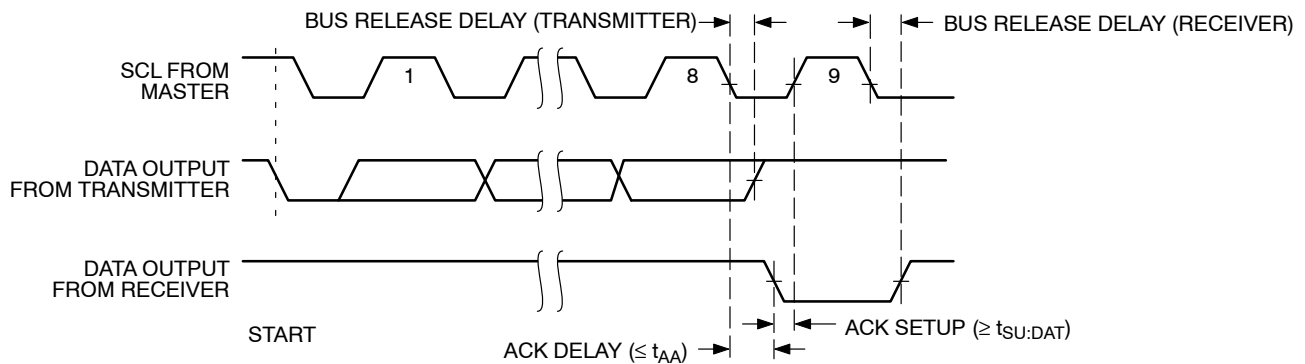 BUS RELEASE DELAY (TRANSMITTER)
BUS RELEASE DELAY (RECEIVER)
SCL FROM
MASTER
1
8
9
DATA OUTPUT
FROM TRANSMITTER
DATA OUTPUT
FROM RECEIVER
START
ACK SETUP (≥ tSU:DAT)
ACK DELAY (≤ tAA)